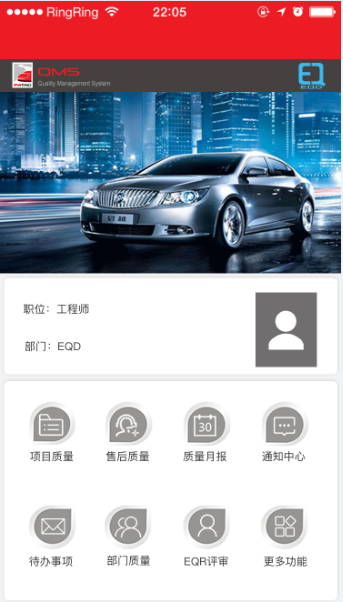 RingRing 22:05
QMS
Quality Management System
EQD
职位：工程师
部门：EQD
项目质量 售后质量 30 质量月报 通知中心
待办事项 部门质量 EQR评审 更多功能